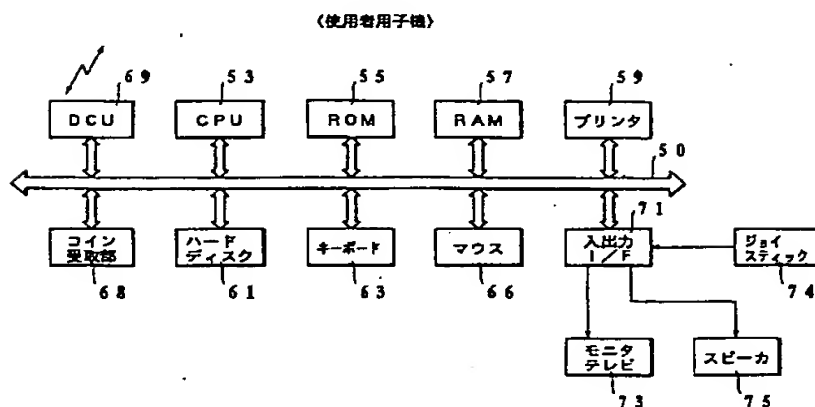 〈使用者用子機〉
69
53
55
57
59
DCU
CPU
ROM
RAM
プリンタ
50
71
コイン
受取部
ハード
ディスク
キーボード
マウス
入出力
I/F
ジョイ
スティック
68
61
63
66
74
モニタ
テレビ
スピーカ
73
75